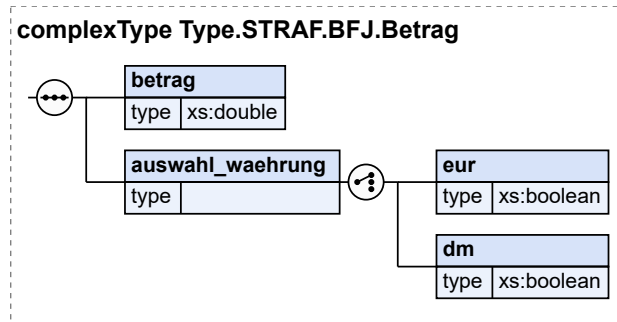 complexType Type.STRAF.BFJ.Betrag
betrag
type xs:double
auswahl_waehrung
type
eur
type xs:boolean
dm
type xs:boolean